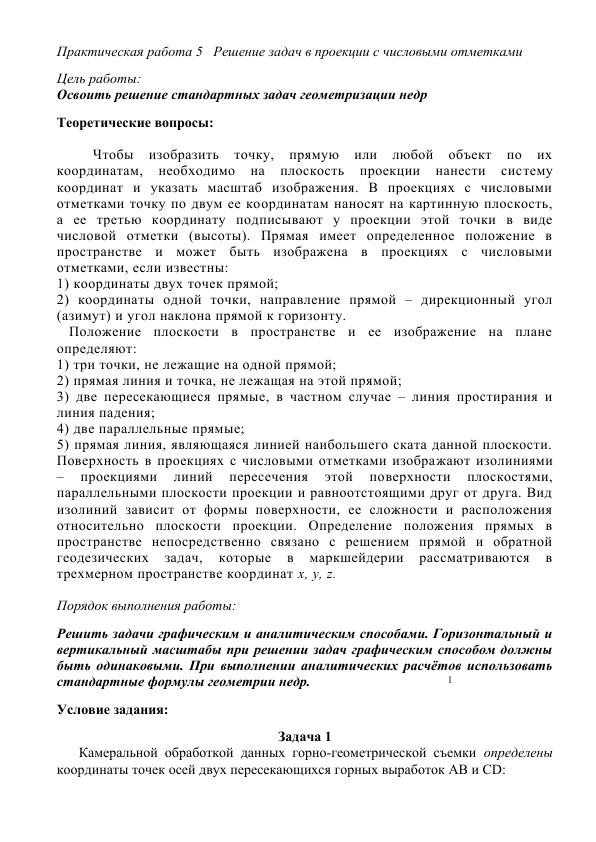 Практическая работа 5   Решение задач в проекции с числовыми отметками
Цель работы:
Освоить решение стандартных задач геометризации недр
Теоретические вопросы:
Чтобы изобразить точку, прямую или любой объект по их
координатам, необходимо на плоскость проекции нанести систему
координат и указать масштаб изображения. В проекциях с числовыми
отметками точку по двум ее координатам наносят на картинную плоскость,
а ее третью координату подписывают у проекции этой точки в виде
числовой отметки (высоты). Прямая имеет определенное положение в
пространстве и может быть изображена в проекциях с числовыми
отметками, если известны:
1) координаты двух точек прямой;
2) координаты одной точки, направление прямой – дирекционный угол
(азимут) и угол наклона прямой к горизонту.
Положение плоскости в пространстве и ее изображение на плане
определяют:
1) три точки, не лежащие на одной прямой;
2) прямая линия и точка, не лежащая на этой прямой;
3) две пересекающиеся прямые, в частном случае – линия простирания и
линия падения;
4) две параллельные прямые;
5) прямая линия, являющаяся линией наибольшего ската данной плоскости.
Поверхность в проекциях с числовыми отметками изображают изолиниями
– проекциями линий пересечения этой поверхности плоскостями,
параллельными плоскости проекции и равноотстоящими друг от друга. Вид
изолиний зависит от формы поверхности, ее сложности и расположения
относительно плоскости проекции. Определение положения прямых в
пространстве непосредственно связано с решением прямой и обратной
геодезических задач, которые в маркшейдерии рассматриваются в
трехмерном пространстве координат x, y, z.
Порядок выполнения работы:
Решить задачи графическим и аналитическим способами. Горизонтальный и
вертикальный масштабы при решении задач графическим способом должны
быть одинаковыми. При выполнении аналитических расчётов использовать
стандартные формулы геометрии недр. 1
Условие задания:
Задача 1
Камеральной обработкой данных горно-геометрической съемки определены
координаты точек осей двух пересекающихся горных выработок АВ и CD: